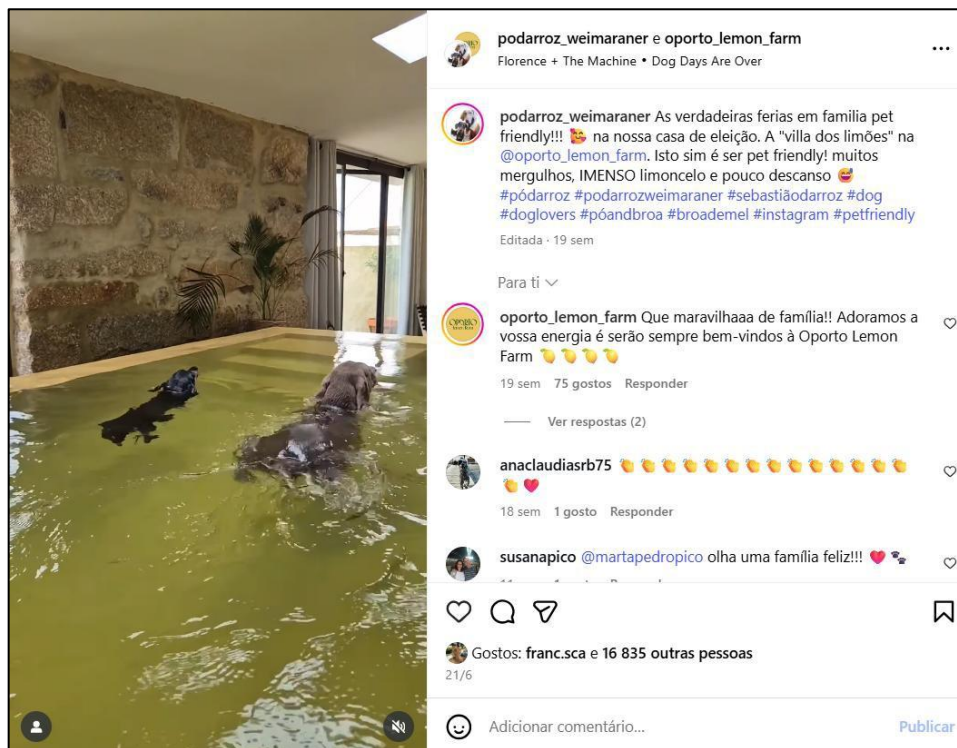 podarroz_weimaraner e oporto_lemon_farm
Florence + The Machine • Dog Days Are Over
podarroz_weimaraner As verdadeiras ferias em familia pet
friendly!!! 🥰 na nossa casa de eleição. A "villa dos limões" na
@oporto_lemon_farm. Isto sim é ser pet friendly! muitos
mergulhos, IMENSO limoncelo e pouco descanso 😅
#pódarroz #podarrozweimaraner #sebastiãodarroz #dog
#doglovers #póandbroa #broademel #instagram #petfriendly
Editada · 19 sem
Para ti
OPORTO
oporto_lemon_farm Que maravilhaaa de família!! Adoramos a
vossa energia é serão sempre bem-vindos à Oporto Lemon
Farm 🍋🍋🍋🍋
19 sem 75 gostos Responder
Ver respostas (2)
anaclaudiasrb75 👏👏👏👏👏👏👏👏👏👏👏👏👏👏
👏❤️
18 sem 1 gosto Responder
susanapico @martapedropico olha uma família feliz!!! ❤️🐾
Gostos: franc.sca e 16 835 outras pessoas
21/6
Adicionar comentário...
Publicar